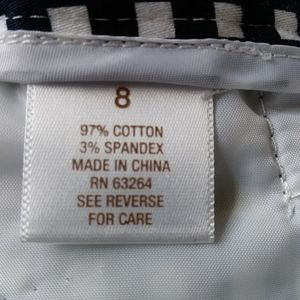 8
97% COTTON
3% SPANDEX
MADE IN CHINA
RN 63264
SEE REVERSE
FOR CARE